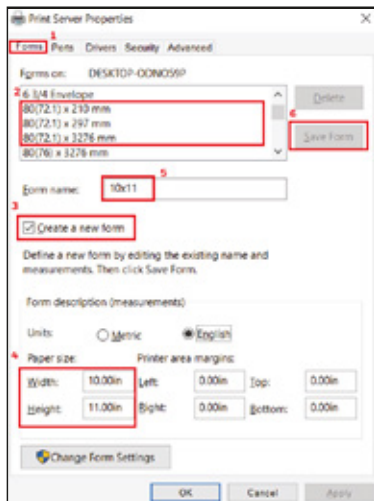 Print Server Properties
1
Forms Ports Drivers Security Advanced
Forms on: DESKTOP-OONOS9P
2
6 3/4 Envelope
80(72.1) x 210 mm
80(72.1) x 297 mm
80(72.1) x 3276 mm
80(76) x 3276 mm
Delete
6
Save Form
5
Form name: 10x11
3
Create a new form
Define a new form by editing the existing name and
measurements. Then click Save Form.
Form description (measurements)
Units: Metric English
4
Paper size: Printer area margins:
Width: 10.00in Left: 0.00in Top: 0.00in
Height: 11.00in Right: 0.00in Bottom: 0.00in
Change Form Settings
OK Cancel Apply